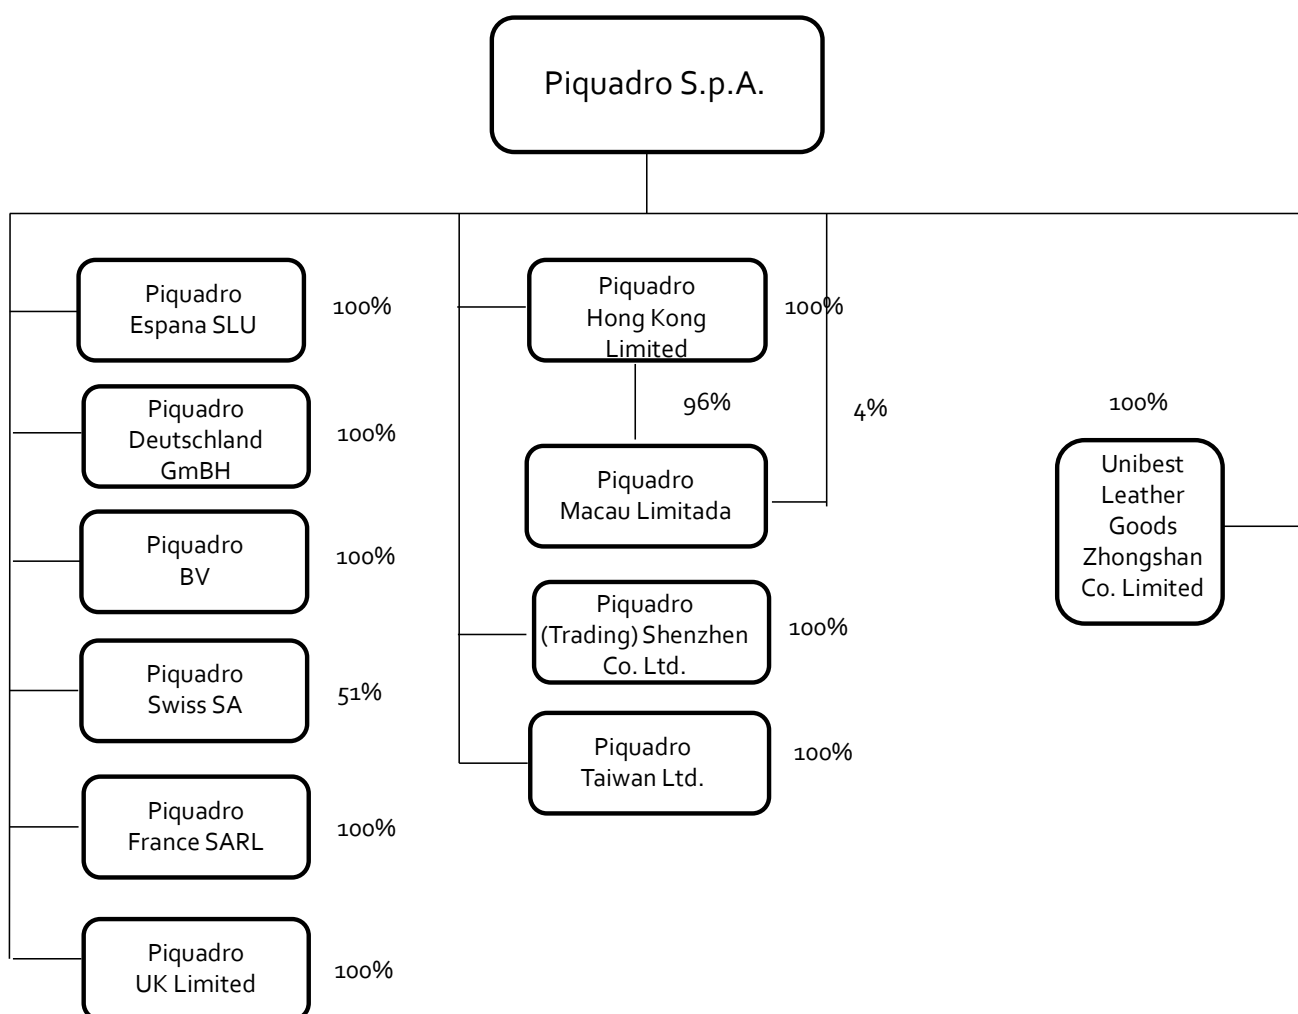 Piquadro S.p.A.
Piquadro
Espana SLU
100%
Piquadro
Deutschland
GmBH
100%
Piquadro
BV
100%
Piquadro
Swiss SA
51%
Piquadro
France SARL
100%
Piquadro
UK Limited
100%
Piquadro
Hong Kong
Limited
100%
96%
4%
Piquadro
Macau Limitada
Piquadro
(Trading) Shenzhen
Co. Ltd.
100%
Piquadro
Taiwan Ltd.
100%
100%
Unibest
Leather
Goods
Zhongshan
Co. Limited